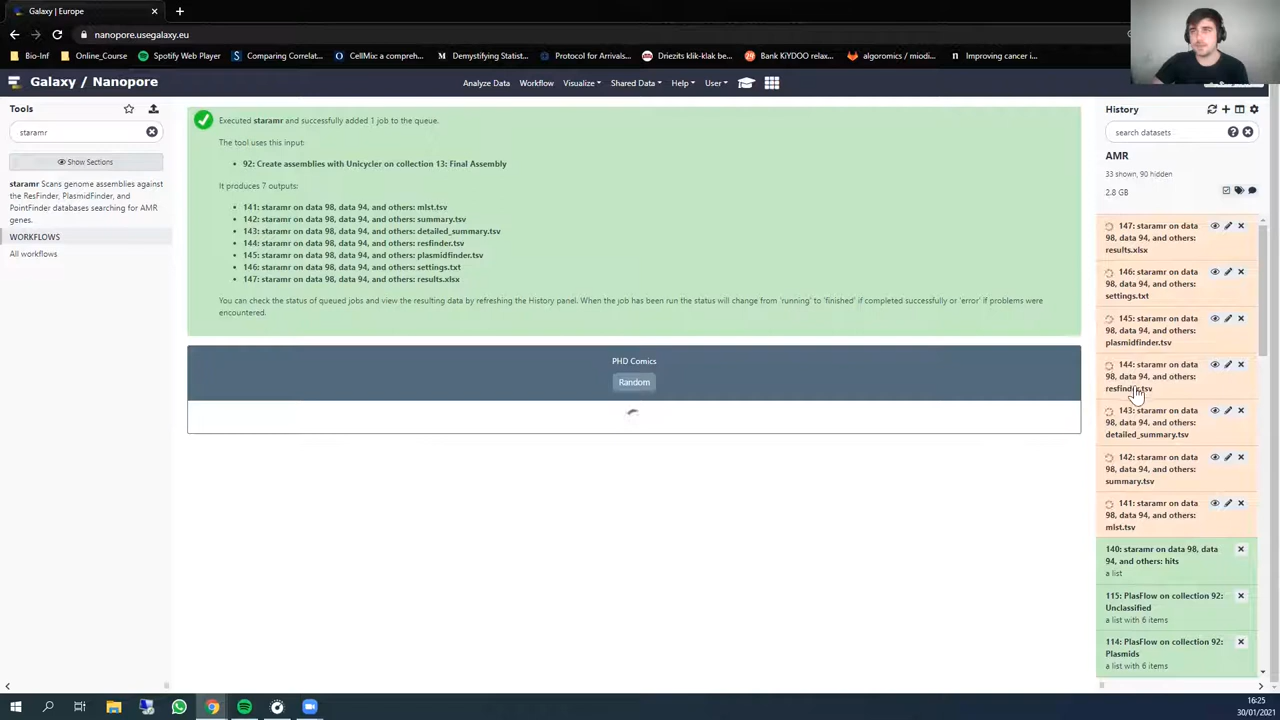 Galaxy | Europe
nanopore.usegalaxy.eu
Bio-Inf
Online_Course
Spotify Web Player
Comparing Correlat...
CellMix: a compreh...
Demystifying Statist...
Protocol for Arrivals...
Driezits klik-klak be...
Bank KiYDOO relax...
algoromics / miodi...
Improving cancer i...
Galaxy / Nanopore
Analyze Data
Workflow
Visualize
Shared Data
Help
User
Tools
staramr
Show Sections
staramr Scans genome assemblies against
the ResFinder, PlasmidFinder, and
PointFinder databases searching for AMR
genes.
WORKFLOWS
All workflows
Executed staramr and successfully added 1 job to the queue.
The tool uses this input:
• 92: Create assemblies with Unicycler on collection 13: Final Assembly
It produces 7 outputs:
• 141: staramr on data 98, data 94, and others: mlst.tsv
• 142: staramr on data 98, data 94, and others: summary.tsv
• 143: staramr on data 98, data 94, and others: detailed_summary.tsv
• 144: staramr on data 98, data 94, and others: resfinder.tsv
• 145: staramr on data 98, data 94, and others: plasmidfinder.tsv
• 146: staramr on data 98, data 94, and others: settings.txt
• 147: staramr on data 98, data 94, and others: results.xlsx
You can check the status of queued jobs and view the resulting data by refreshing the History panel. When the job has been run the status will change from 'running' to 'finished' if completed successfully or 'error' if problems were
encountered.
PHD Comics
Random
History
search datasets
AMR
33 shown, 90 hidden
2.8 GB
147: staramr on data
98, data 94, and others:
results.xlsx
146: staramr on data
98, data 94, and others:
settings.txt
145: staramr on data
98, data 94, and others:
plasmidfinder.tsv
144: staramr on data
98, data 94, and others:
resfinder.tsv
143: staramr on data
98, data 94, and others:
detailed_summary.tsv
142: staramr on data
98, data 94, and others:
summary.tsv
141: staramr on data
98, data 94, and others:
mlst.tsv
140: staramr on data 98, data
94, and others: hits
a list
115: PlasFlow on collection 92:
Unclassified
a list with 6 items
114: PlasFlow on collection 92:
Plasmids
a list with 6 items
16:25
30/01/2021